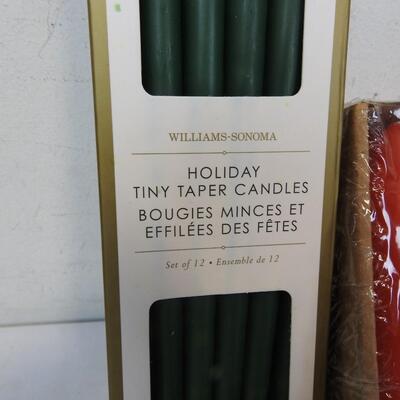 WILLIAMS-SONOMA
HOLIDAY
TINY TAPER CANDLES
BOUGIES MINCES ET
EFFILÉES DES FÊTES
Set of 12 • Ensemble de 12